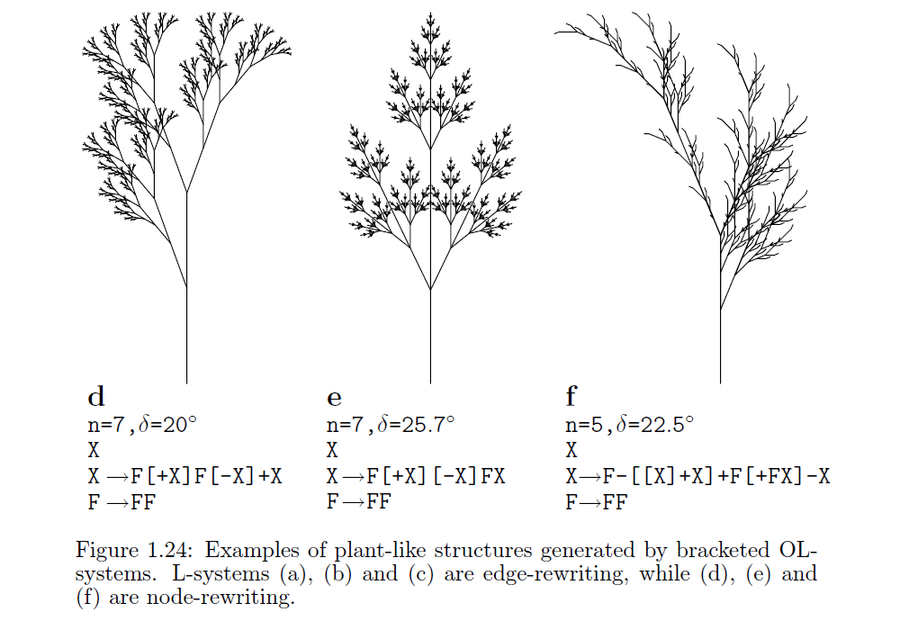 d
n=7,δ=20°
X
X→F[+X]F[-X]+X
F→FF
e
n=7,δ=25.7°
X
X→F[+X][-X]FX
F→FF
f
n=5,δ=22.5°
X
X→F-[[X]+X]+F[+FX]-X
F→FF
Figure 1.24: Examples of plant-like structures generated by bracketed OL-
systems. L-systems (a), (b) and (c) are edge-rewriting, while (d), (e) and
(f) are node-rewriting.